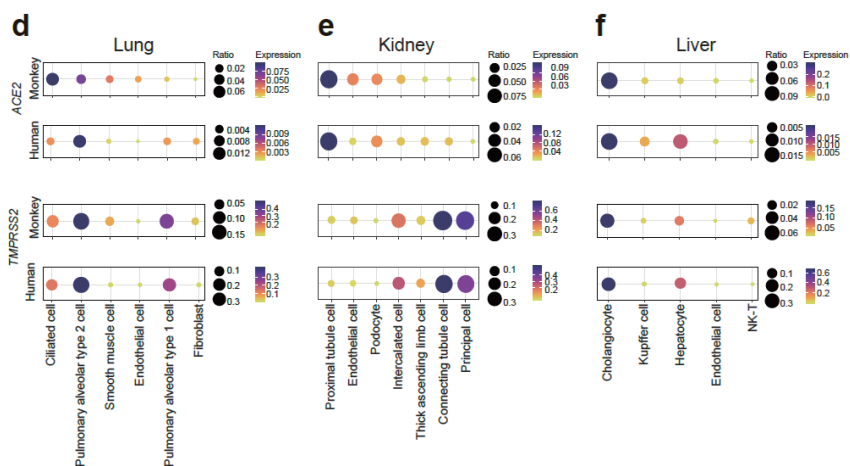 d
Lung
ACE2
Monkey
Ratio
0.02
0.04
0.06
Expression
0.075
0.050
0.025
Human
0.004
0.008
0.012
0.009
0.006
0.003
TMPRSS2
Monkey
0.05
0.10
0.15
0.4
0.3
0.2
Human
0.1
0.2
0.3
0.3
0.2
0.1
Ciliated cell
Pulmonary alveolar type 2 cell
Smooth muscle cell
Endothelial cell
Pulmonary alveolar type 1 cell
Fibroblast
e
Kidney
Ratio
0.025
0.050
0.075
Expression
0.09
0.06
0.03
0.02
0.04
0.06
0.12
0.08
0.04
0.1
0.2
0.3
0.6
0.4
0.2
0.1
0.2
0.3
0.4
0.3
0.2
Proximal tubule cell
Endothelial cell
Podocyte
Intercalated cell
Thick ascending limb cell
Connecting tubule cell
Principal cell
f
Liver
Ratio
0.03
0.06
0.09
Expression
0.2
0.1
0.0
0.005
0.010
0.015
0.015
0.010
0.005
0.02
0.04
0.06
0.15
0.10
0.05
0.1
0.2
0.3
0.6
0.4
0.2
Cholangiocyte
Kupffer cell
Hepatocyte
Endothelial cell
NK-T